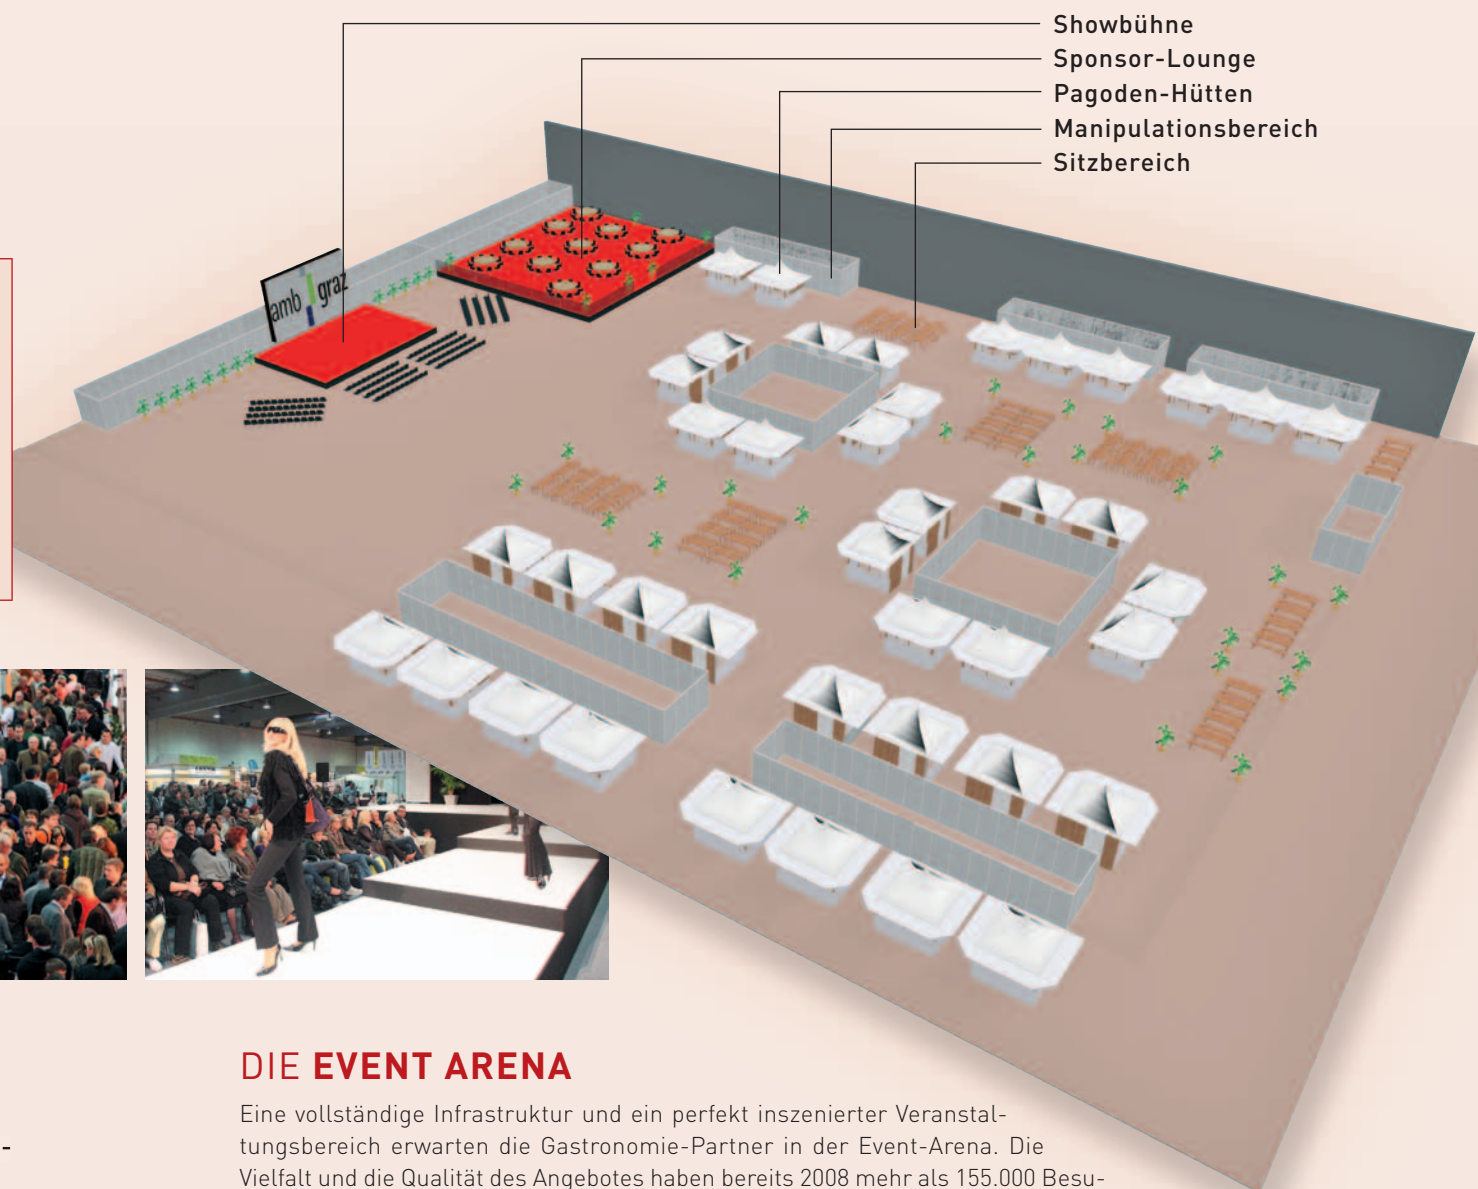 Showbühne
Sponsor-Lounge
Pagoden-Hütten
Manipulationsbereich
Sitzbereich
amb graz
DIE EVENT ARENA
Eine vollständige Infrastruktur und ein perfekt inszenierter Veranstal-
tungsbereich erwarten die Gastronomie-Partner in der Event-Arena. Die
Vielfalt und die Qualität des Angebotes haben bereits 2008 mehr als 155.000 Besu-
-